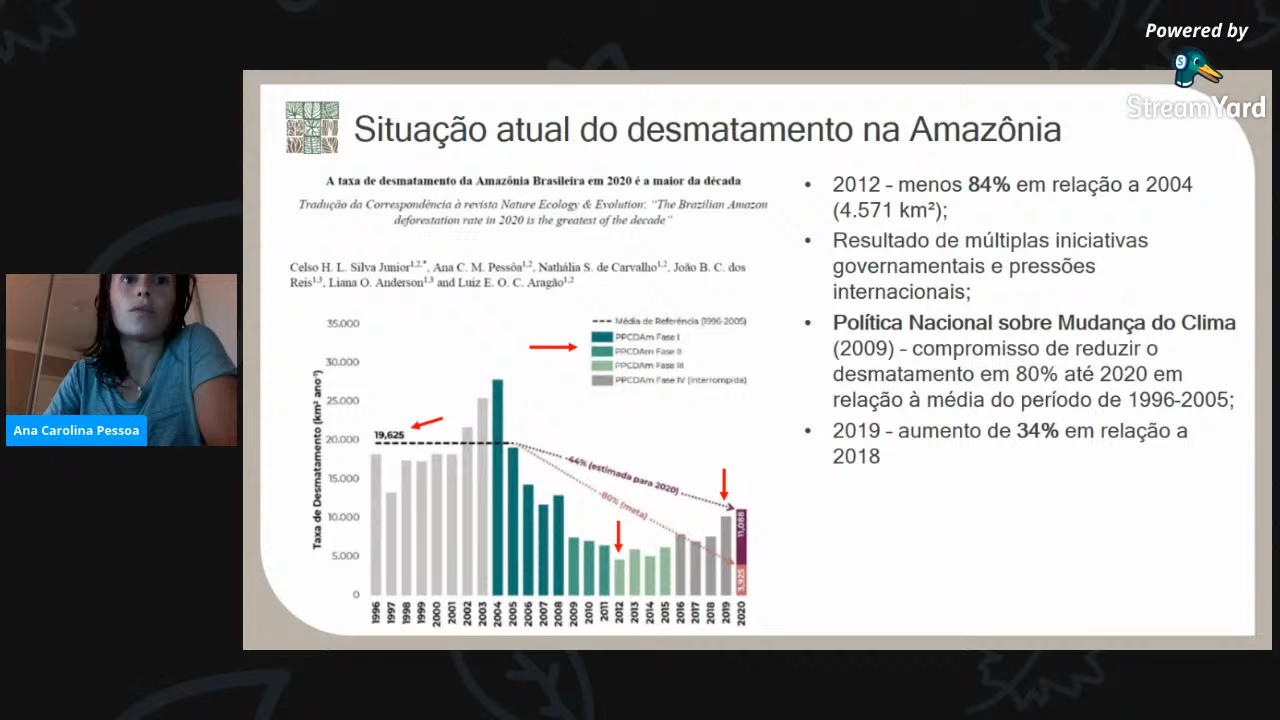 Powered by
StreamYard
Situação atual do desmatamento na Amazônia
A taxa de desmatamento da Amazônia Brasileira em 2020 é a maior da década
Tradução da Correspondência à revista Nature Ecology & Evolution: “The Brazilian Amazon
deforestation rate in 2020 is the greatest of the decade”
Celso H. L. Silva Junior1,2,*, Ana C. M. Pessôa1,2, Nathália S. de Carvalho1,2, João B. C. dos
Reis1,3, Liana O. Anderson1,3 and Luiz E. O. C. Aragão1,2
Média de Referência (1996-2005)
PPCDAm Fase I
PPCDAm Fase II
PPCDAm Fase III
PPCDAm Fase IV (interrompida)
Taxa de Desmatamento (km² ano⁻¹)
35.000
30.000
25.000
20.000
15.000
10.000
5.000
0
19,625
-44% (estimada para 2020)
-80% (meta)
11,088
3,925
1996 1997 1998 1999 2000 2001 2002 2003 2004 2005 2006 2007 2008 2009 2010 2011 2012 2013 2014 2015 2016 2017 2018 2019 2020
• 2012 - menos 84% em relação a 2004
(4.571 km²);
• Resultado de múltiplas iniciativas
governamentais e pressões
internacionais;
• Política Nacional sobre Mudança do Clima
(2009) - compromisso de reduzir o
desmatamento em 80% até 2020 em
relação à média do período de 1996-2005;
• 2019 - aumento de 34% em relação a
2018
Ana Carolina Pessoa